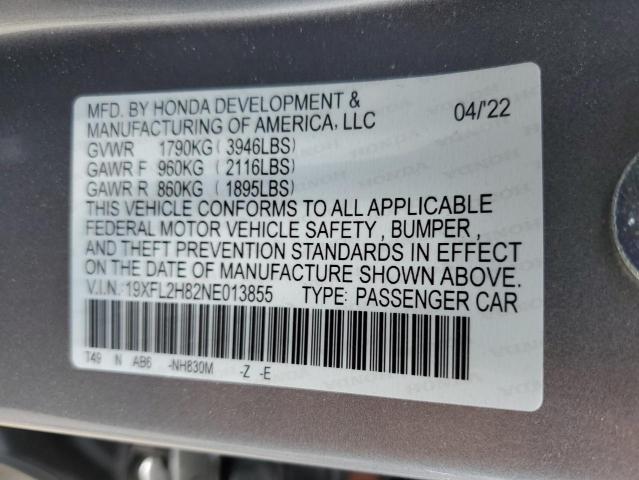 MFD. BY HONDA DEVELOPMENT &
MANUFACTURING OF AMERICA, LLC 04/'22
GVWR 1790KG (3946LBS)
GAWR F 960KG (2116LBS)
GAWR R 860KG (1895LBS)
THIS VEHICLE CONFORMS TO ALL APPLICABLE
FEDERAL MOTOR VEHICLE SAFETY, BUMPER,
AND THEFT PREVENTION STANDARDS IN EFFECT
ON THE DATE OF MANUFACTURE SHOWN ABOVE.
V.I.N.: 19XFL2H82NE013855 TYPE: PASSENGER CAR
T49 N AB6 -NH830M -Z -E